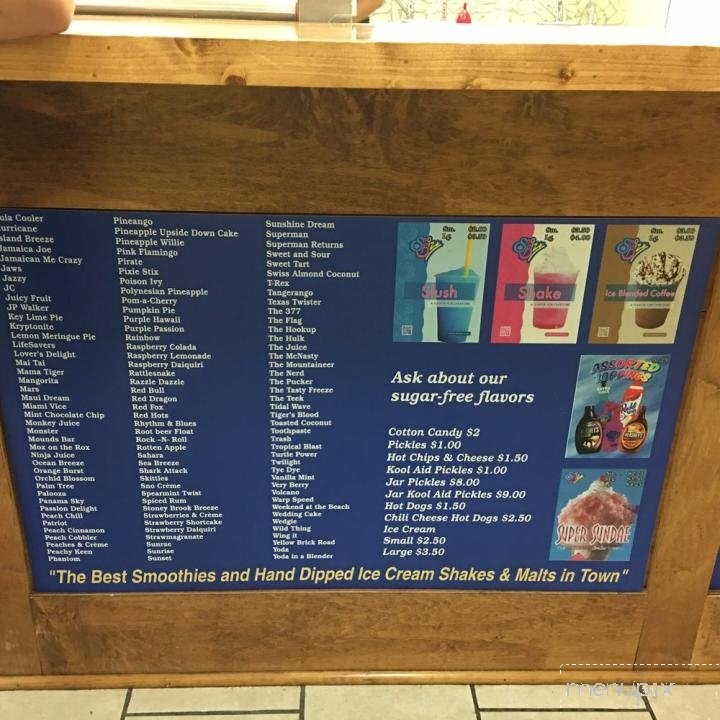 ula Cooler
urricane
sland Breeze
Jamaica Joe
Jamaican Me Crazy
Jaws
Jazzy
JC
Juicy Fruit
JP Walker
Key Lime Pie
Kryptonite
Lemon Meringue Pie
LifeSavers
Lover's Delight
Mai Tai
Mama Tiger
Mangorita
Mars
Maui Dream
Miami Vice
Mint Chocolate Chip
Monkey Juice
Monster
Mounds Bar
Mox on the Rox
Ninja Juice
Ocean Breeze
Orange Burst
Orchid Blossom
Palm Tree
Palooza
Panama Sky
Passion Delight
Peach Chill
Patriot
Peach Cinnamon
Peach Cobbler
Peaches & Crème
Peachy Keen
Phantom
Pineango
Pineapple Upside Down Cake
Pineapple Willie
Pink Flamingo
Pirate
Pixie Stix
Poison Ivy
Polynesian Pineapple
Pom-a-Cherry
Pumpkin Pie
Purple Hawaii
Purple Passion
Rainbow
Raspberry Colada
Raspberry Lemonade
Raspberry Daiquiri
Rattlesnake
Razzle Dazzle
Red Bull
Red Dragon
Red Fox
Red Hots
Rhythm & Blues
Root beer Float
Rock -N- Roll
Rotten Apple
Sahara
Sea Breeze
Shark Attack
Skittles
Sno Crème
Spearmint Twist
Spiced Rum
Stoney Brook Breeze
Strawberries & Crème
Strawberry Shortcake
Strawberry Daiquiri
Strawmagranate
Sunrae
Sunrise
Sunset
Sunshine Dream
Superman
Superman Returns
Sweet and Sour
Sweet Tart
Swiss Almond Coconut
T-Rex
Tangerango
Texas Twister
The 377
The Flag
The Hookup
The Hulk
The Juice
The McNasty
The Mountaineer
The Nerd
The Pucker
The Tasty Freeze
The Teek
Tidal Wave
Tiger's Blood
Toasted Coconut
Toothpaste
Trash
Tropical Blast
Turtle Power
Twilight
Tye Dye
Vanilla Mint
Very Berry
Volcano
Warp Speed
Weekend at the Beach
Wedding Cake
Wedgie
Wild Thing
Wing it
Yellow Brick Road
Yoda
Yoda in a Blender
Sm.
Lg.
Slush
Sm.
Lg.
Shake
Sm.
Lg.
Ice Blended Coffee
Ask about our
sugar-free flavors
ASSORTED
TOPPINGS
Cotton Candy $2
Pickles $1.00
Hot Chips & Cheese $1.50
Kool Aid Pickles $1.00
Jar Pickles $8.00
Jar Kool Aid Pickles $9.00
Hot Dogs $1.50
Chili Cheese Hot Dogs $2.50
Ice Cream
Small $2.50
Large $3.50
SUPER SUNDAE
"The Best Smoothies and Hand Dipped Ice Cream Shakes & Malts in Town"
menupix